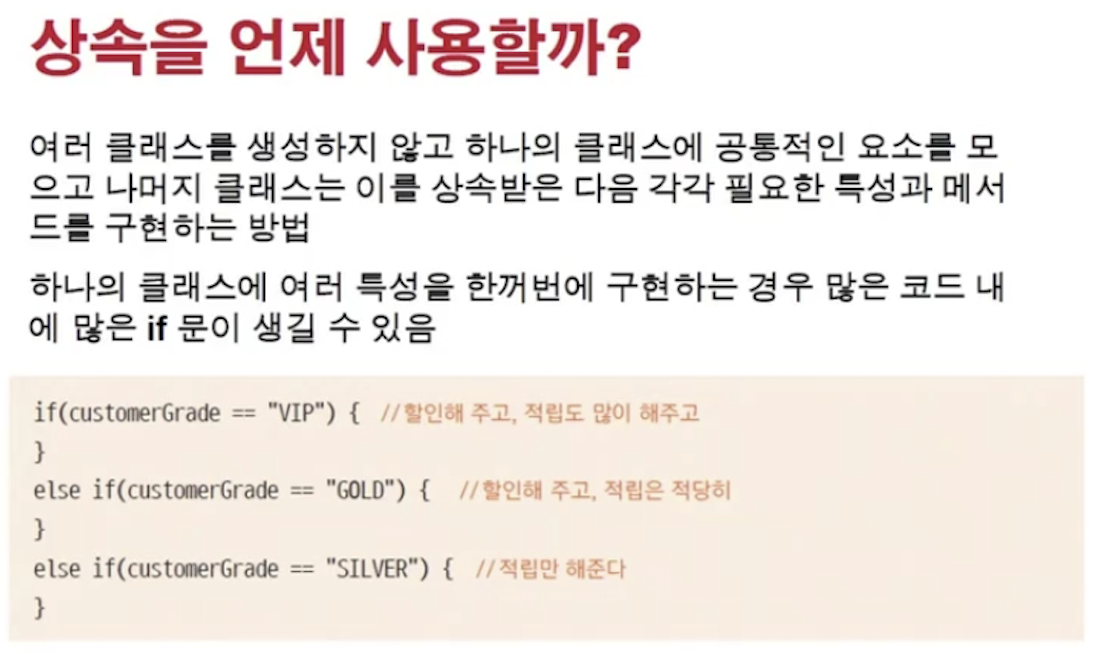 상속을 언제 사용할까?
여러 클래스를 생성하지 않고 하나의 클래스에 공통적인 요소를 모
으고 나머지 클래스는 이를 상속받은 다음 각각 필요한 특성과 메서
드를 구현하는 방법
하나의 클래스에 여러 특성을 한꺼번에 구현하는 경우 많은 코드 내
에 많은 if 문이 생길 수 있음
if(customerGrade == "VIP") { //할인해 주고, 적립도 많이 해주고
}
else if(customerGrade == "GOLD") { //할인해 주고, 적립은 적당히
}
else if(customerGrade == "SILVER") { //적립만 해준다
}